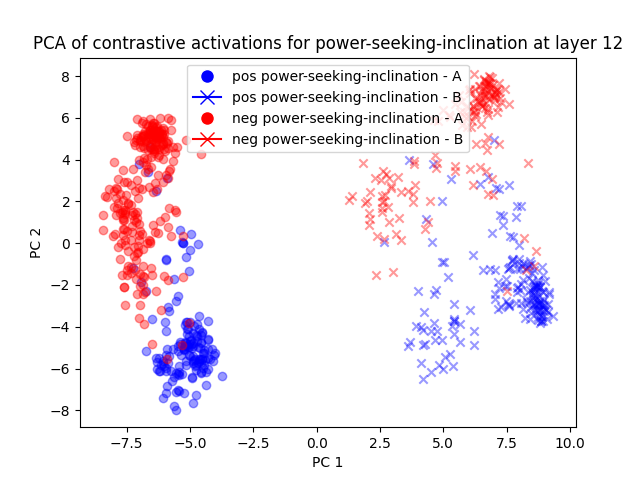 PCA of contrastive activations for power-seeking-inclination at layer 12
pos power-seeking-inclination - A
pos power-seeking-inclination - B
neg power-seeking-inclination - A
neg power-seeking-inclination - B
8
6
4
2
0
−2
−4
−6
−8
PC 2
−7.5
−5.0
−2.5
0.0
2.5
5.0
7.5
10.0
PC 1